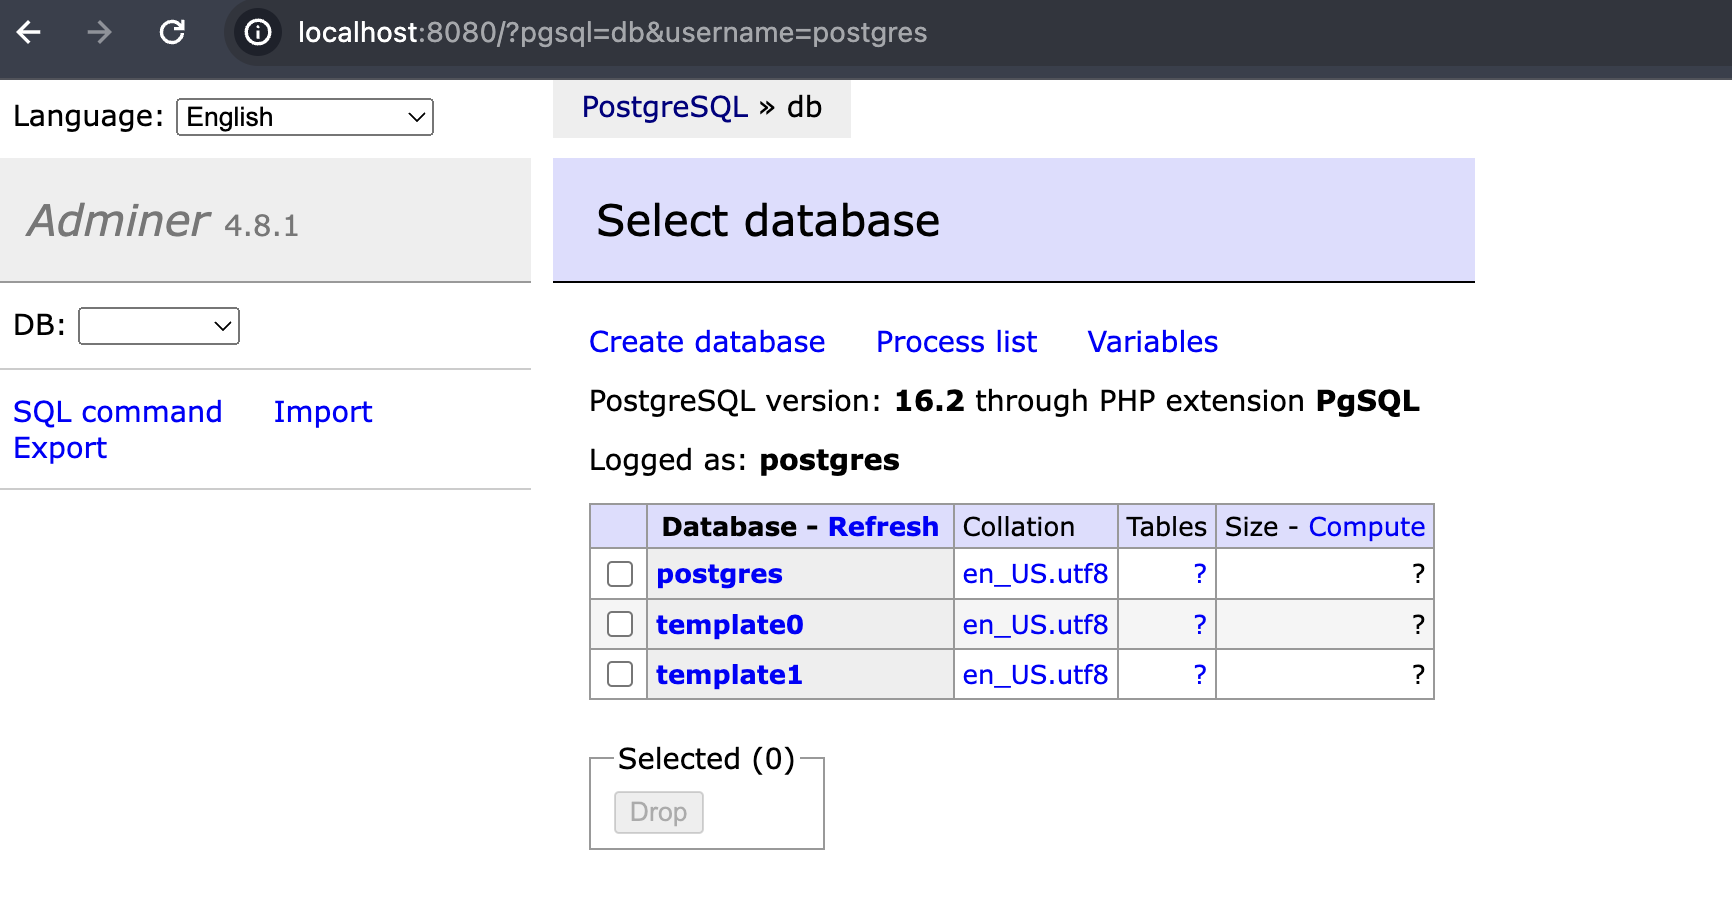 localhost:8080/?pgsql=db&username=postgres
Language: English
PostgreSQL » db
Adminer 4.8.1
Select database
DB:
SQL command Import
Export
Create database Process list Variables
PostgreSQL version: 16.2 through PHP extension PgSQL
Logged as: postgres
Database - Refresh Collation Tables Size - Compute
postgres en_US.utf8 ? ?
template0 en_US.utf8 ? ?
template1 en_US.utf8 ? ?
Selected (0)
Drop